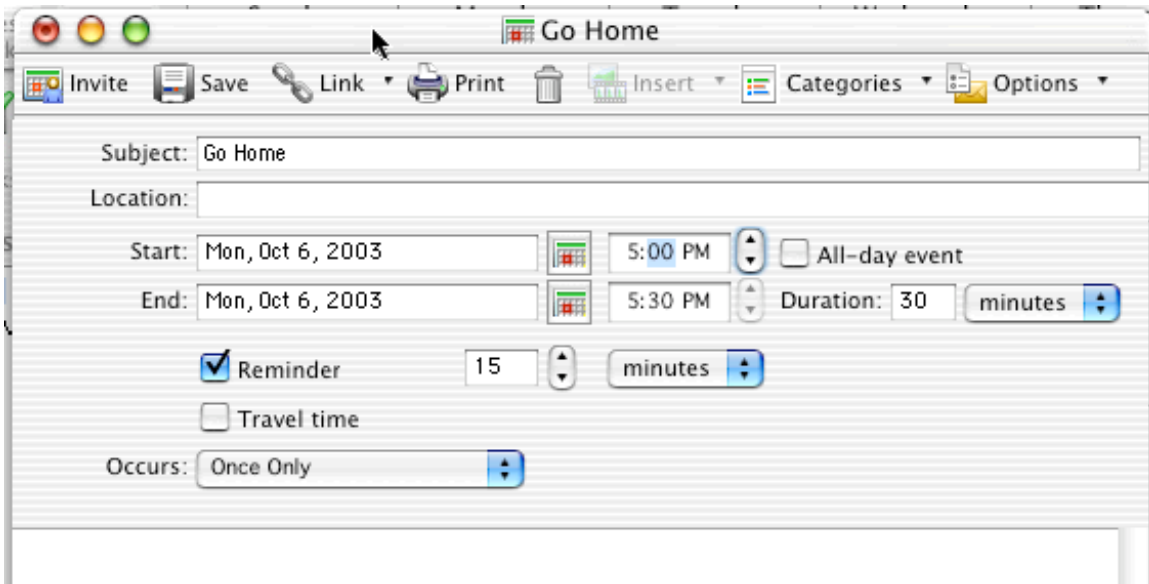 Go Home
Invite Save Link Print Insert Categories Options
Subject: Go Home
Location:
Start: Mon, Oct 6, 2003 5:00 PM All-day event
End: Mon, Oct 6, 2003 5:30 PM Duration: 30 minutes
Reminder 15 minutes
Travel time
Occurs: Once Only